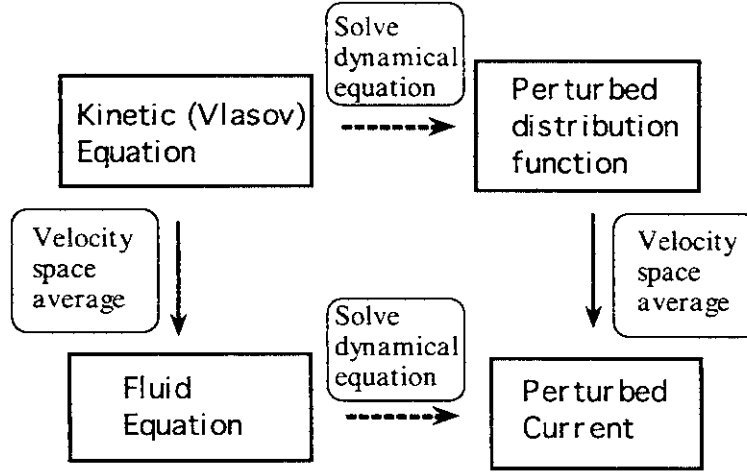 Solve
dynamical
equation
Kinetic (Vlasov)
Equation
Perturbed
distribution
function
Velocity
space
average
Velocity
space
average
Solve
dynamical
equation
Fluid
Equation
Perturbed
Current